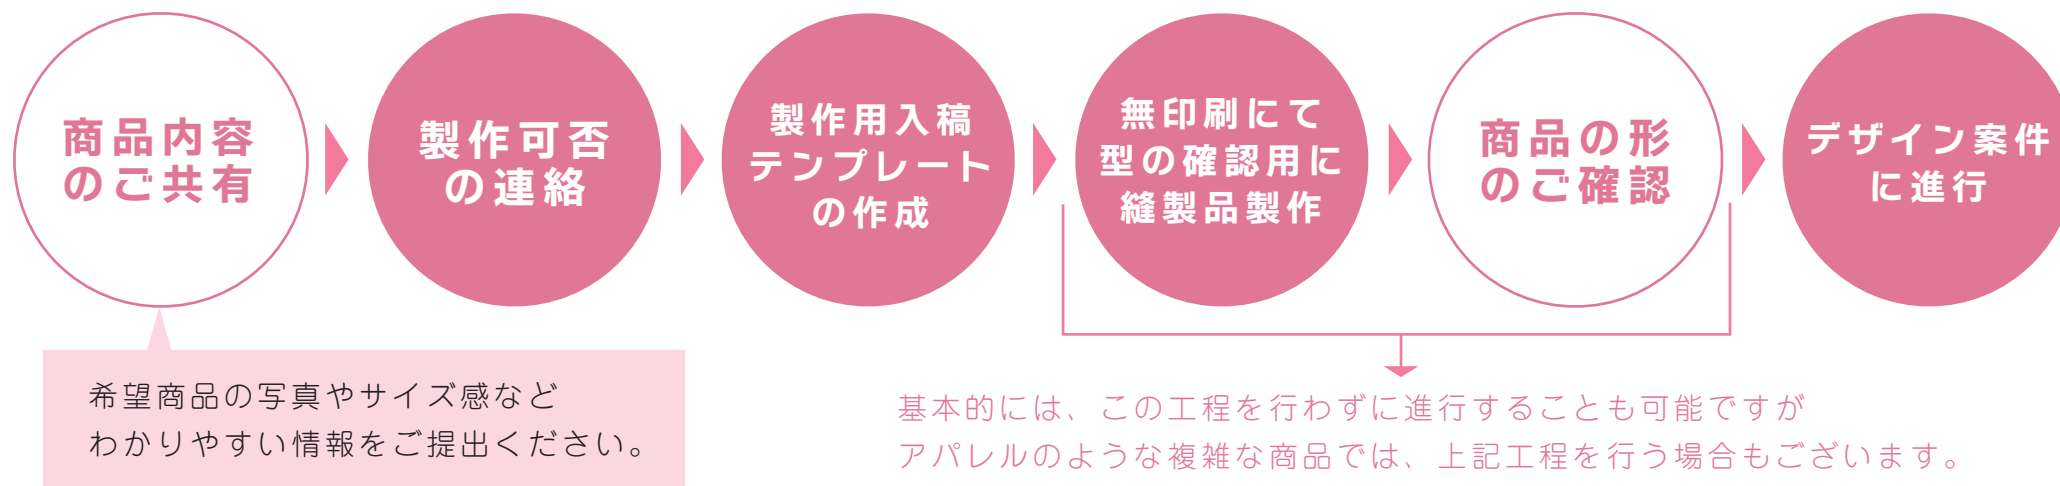 商品内容
のご共有
製作可否
の連絡
製作用入稿
テンプレート
の作成
無印刷にて
型の確認用に
縫製品製作
商品の形
のご確認
デザイン案件
に進行
希望商品の写真やサイズ感など
わかりやすい情報をご提出ください。
基本的には、この工程を行わずに進行することも可能ですが
アパレルのような複雑な商品では、上記工程を行う場合もございます。